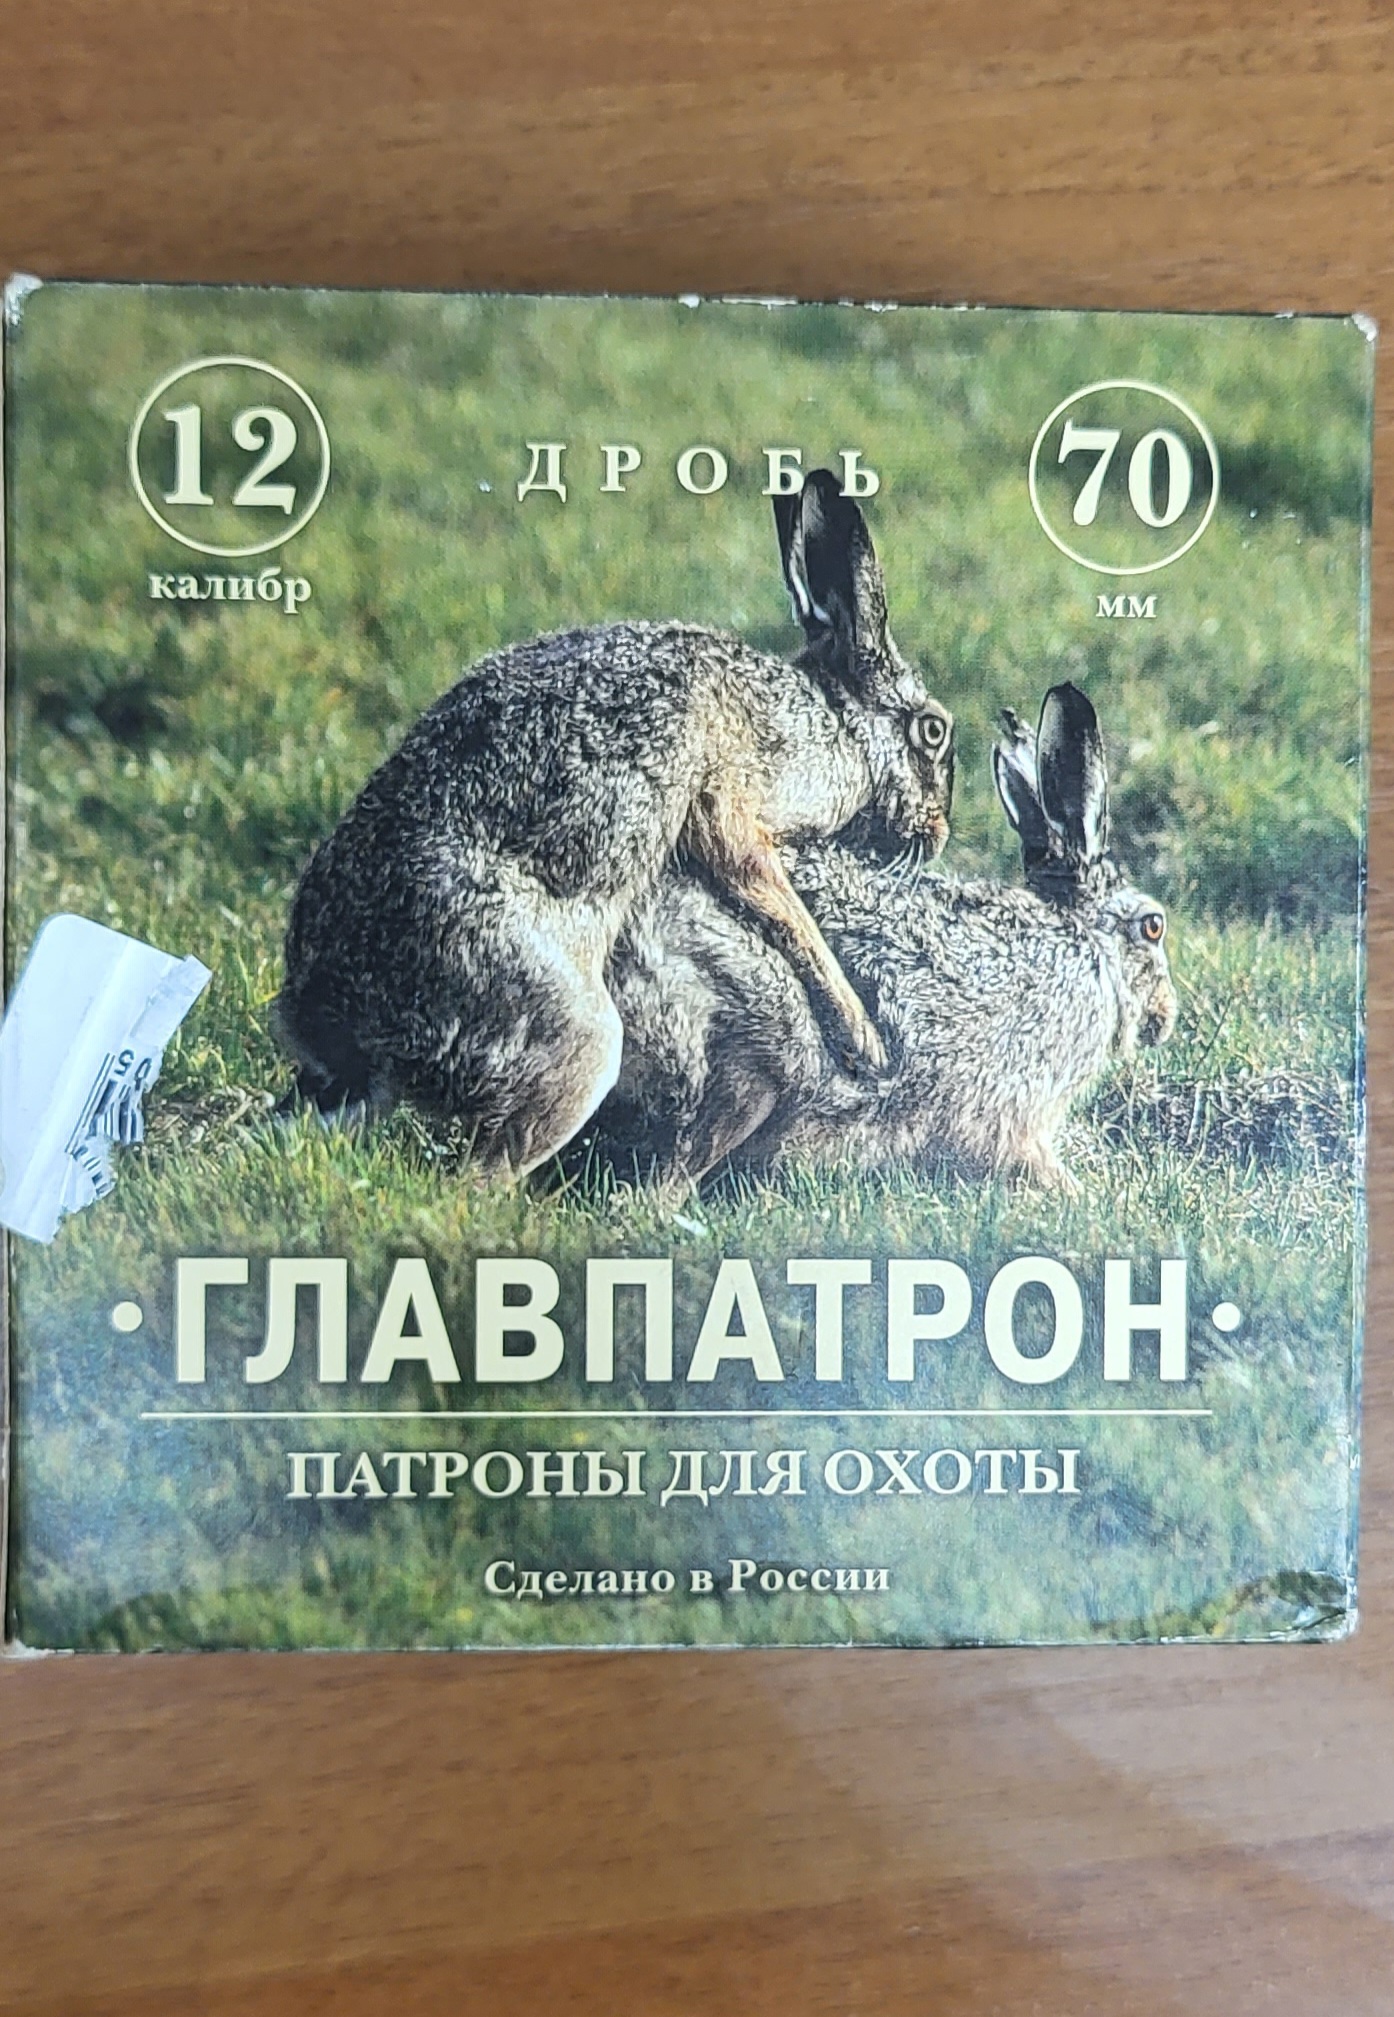 12
калибр
ДРОБЬ
70
мм
•ГЛАВПАТРОН•
ПАТРОНЫ ДЛЯ ОХОТЫ
Сделано в России